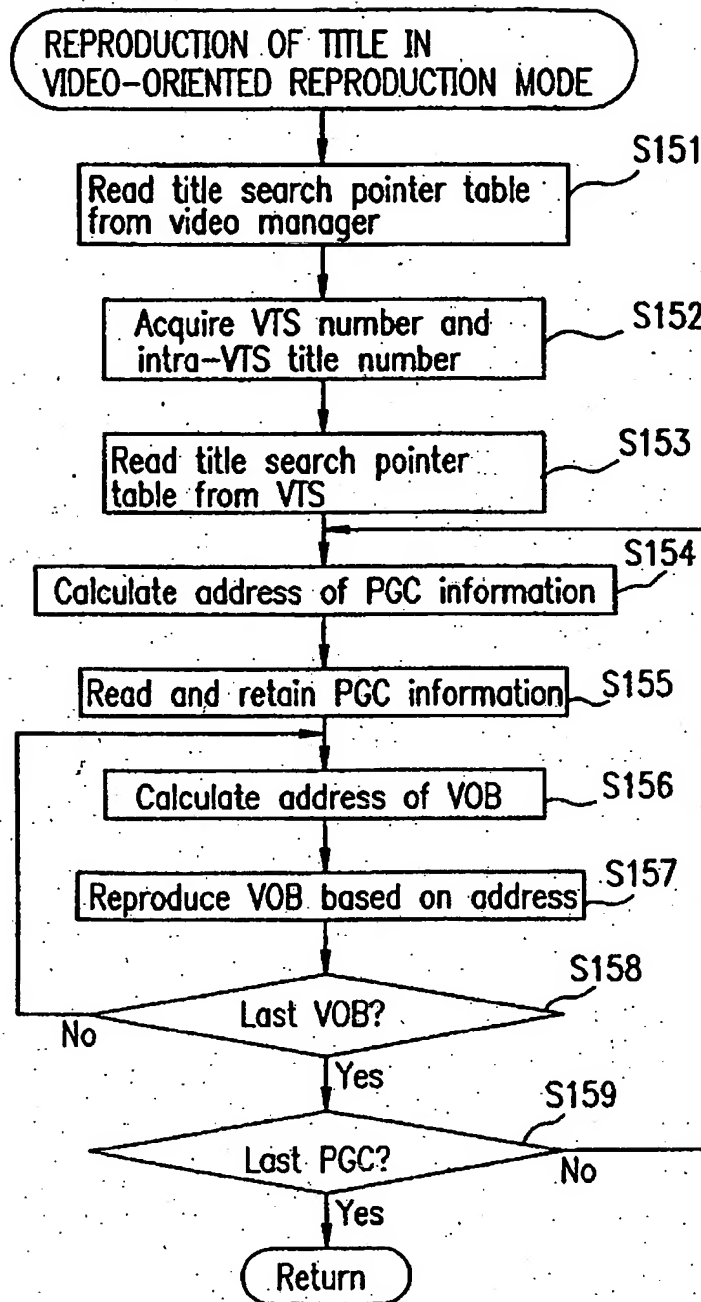 REPRODUCTION OF TITLE IN
VIDEO-ORIENTED REPRODUCTION MODE
S151
Read title search pointer table
from video manager
S152
Acquire VTS number and
intra-VTS title number
S153
Read title search pointer
table from VTS
S154
Calculate address of PGC information
S155
Read and retain PGC information
S156
Calculate address of VOB
S157
Reproduce VOB based on address
S158
Last VOB?
No
Yes
S159
Last PGC?
No
Yes
Return